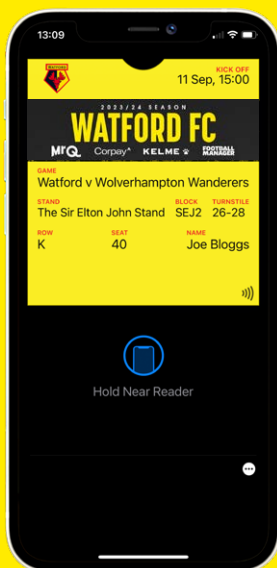 13:09
WATFORD
KICK OFF
11 Sep, 15:00
2023/24 SEASON
WATFORD FC
MrQ Corpay^ KELME FOOTBALL MANAGER
GAME
Watford v Wolverhampton Wanderers
STAND BLOCK TURNSTILE
The Sir Elton John Stand SEJ2 26-28
ROW SEAT NAME
K 40 Joe Bloggs
Hold Near Reader